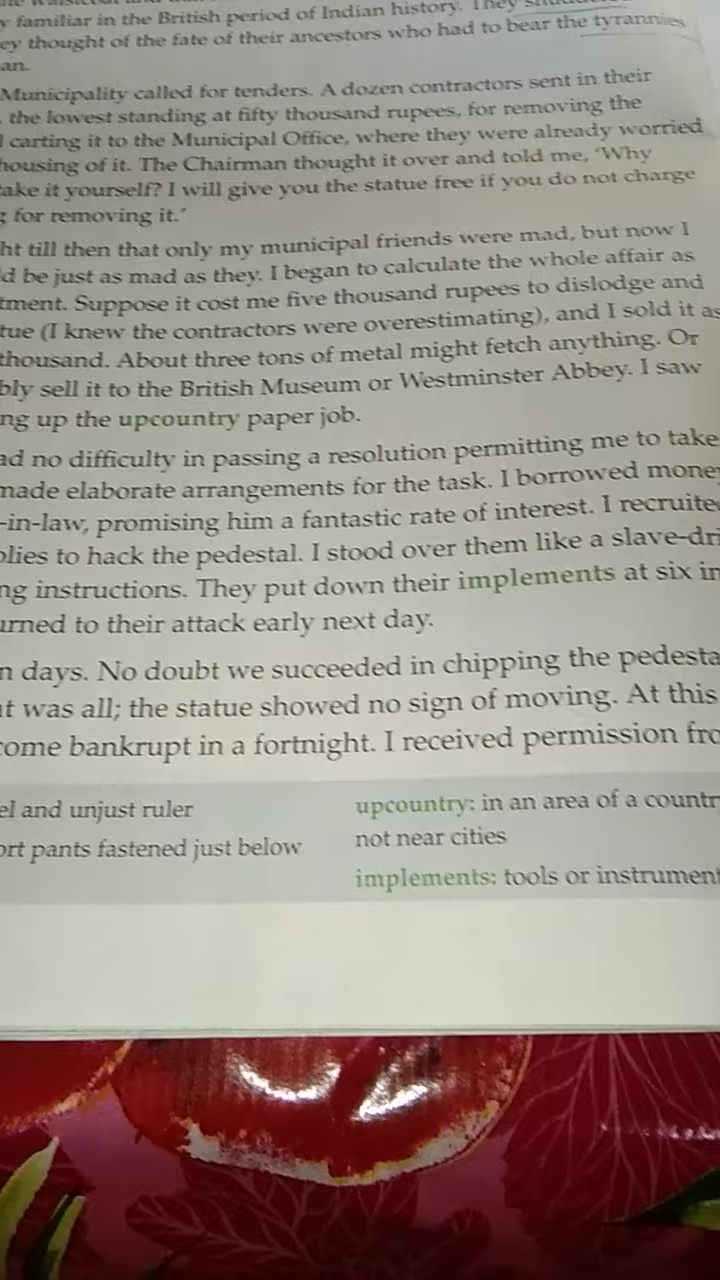 y familiar in the British period of Indian history. They
ey thought of the fate of their ancestors who had to bear the tyrannies
an.
Municipality called for tenders. A dozen contractors sent in their
the lowest standing at fifty thousand rupees, for removing the
carting it to the Municipal Office, where they were already worried
housing of it. The Chairman thought it over and told me, 'Why
take it yourself? I will give you the statue free if you do not charge
g for removing it.'
ht till then that only my municipal friends were mad, but now I
d be just as mad as they. I began to calculate the whole affair as
tment. Suppose it cost me five thousand rupees to dislodge and
tue (I knew the contractors were overestimating), and I sold it as
thousand. About three tons of metal might fetch anything. Or
bly sell it to the British Museum or Westminster Abbey. I saw
ng up the upcountry paper job.
ad no difficulty in passing a resolution permitting me to take
made elaborate arrangements for the task. I borrowed money
-in-law, promising him a fantastic rate of interest. I recruited
olies to hack the pedestal. I stood over them like a slave-dri
ng instructions. They put down their implements at six in
urned to their attack early next day.
n days. No doubt we succeeded in chipping the pedesta
at was all; the statue showed no sign of moving. At this
come bankrupt in a fortnight. I received permission fro
el and unjust ruler
ort pants fastened just below
upcountry: in an area of a countr
not near cities
implements: tools or instrument